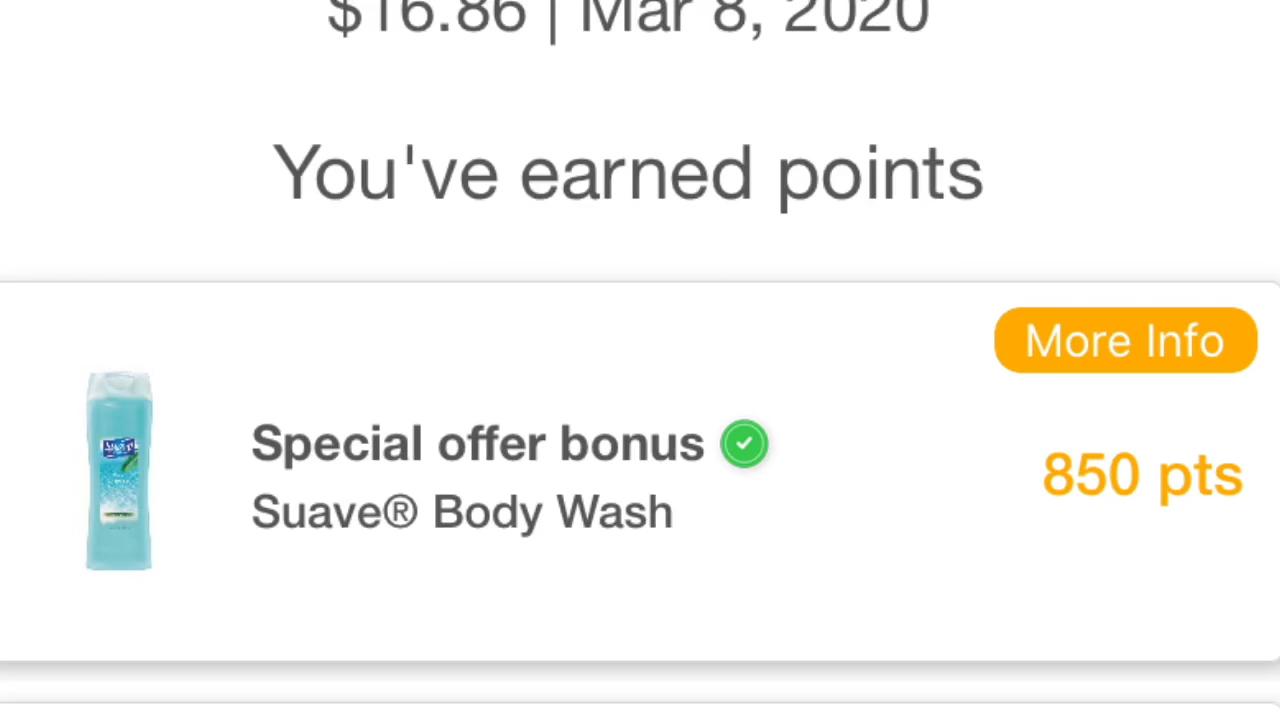 $16.86 | Mar 8, 2020
You've earned points
More Info
Special offer bonus
850 pts
Suave® Body Wash